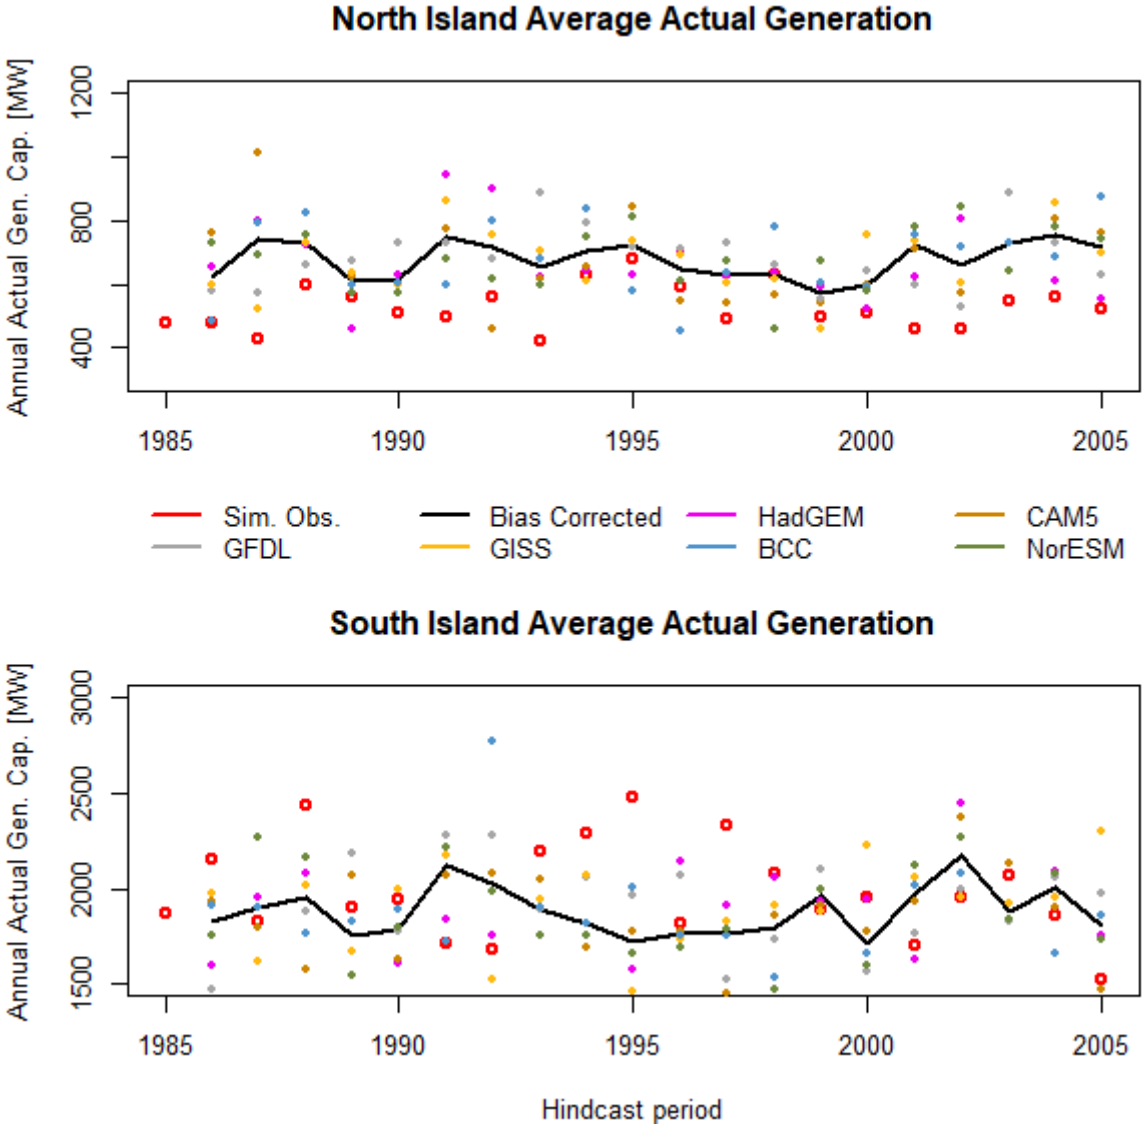 North Island Average Actual Generation
Annual Actual Gen. Cap. [MW]
1200
800
400
1985 1990 1995 2000 2005
Sim. Obs. Bias Corrected HadGEM CAM5
GFDL GISS BCC NorESM
South Island Average Actual Generation
Annual Actual Gen. Cap. [MW]
3000
2500
2000
1500
1985 1990 1995 2000 2005
Hindcast period